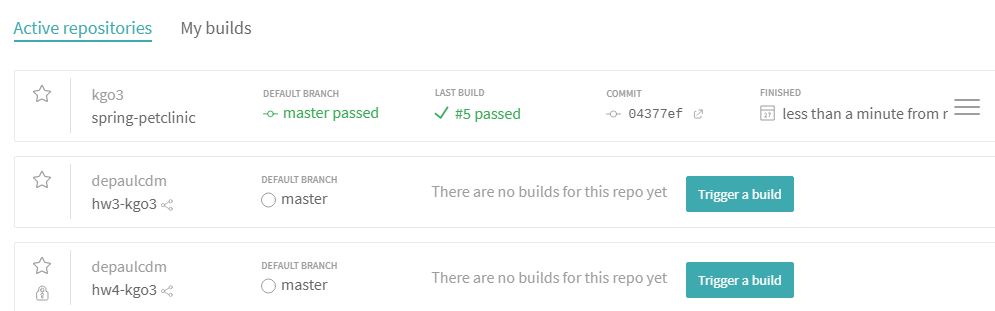 Active repositories My builds
kgo3
spring-petclinic
DEFAULT BRANCH
master passed
LAST BUILD
#5 passed
COMMIT
04377ef
FINISHED
27
less than a minute from r
depaulcdm
hw3-kgo3
DEFAULT BRANCH
master
There are no builds for this repo yet
Trigger a build
depaulcdm
hw4-kgo3
DEFAULT BRANCH
master
There are no builds for this repo yet
Trigger a build